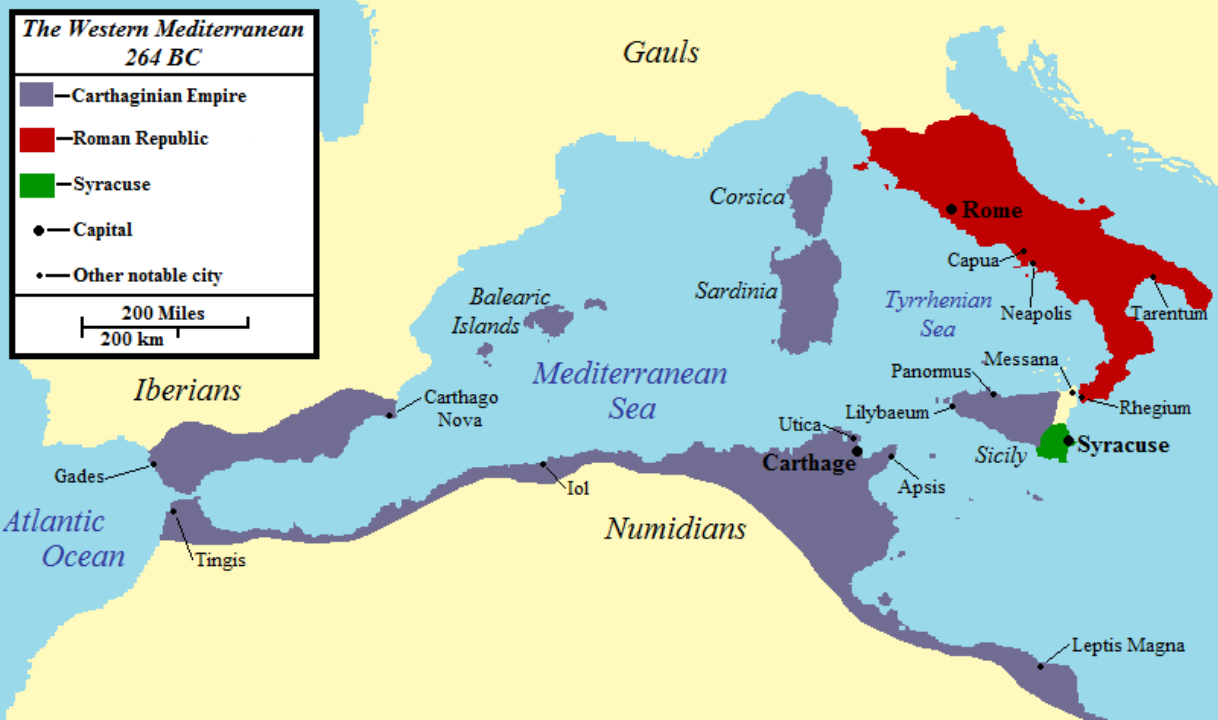 The Western Mediterranean
264 BC
Carthaginian Empire
Roman Republic
Syracuse
Capital
Other notable city
200 Miles
200 km
Gauls
Corsica
Rome
Capua
Sardinia
Balearic
Islands
Tyrrhenian
Sea
Neapolis
Tarentum
Messana
Panormus
Mediterranean
Sea
Iberians
Carthago
Nova
Lilybaeum
Rhegium
Utica
Syracuse
Sicily
Carthage
Gades
Iol
Apsis
Atlantic
Ocean
Numidians
Tingis
Leptis Magna